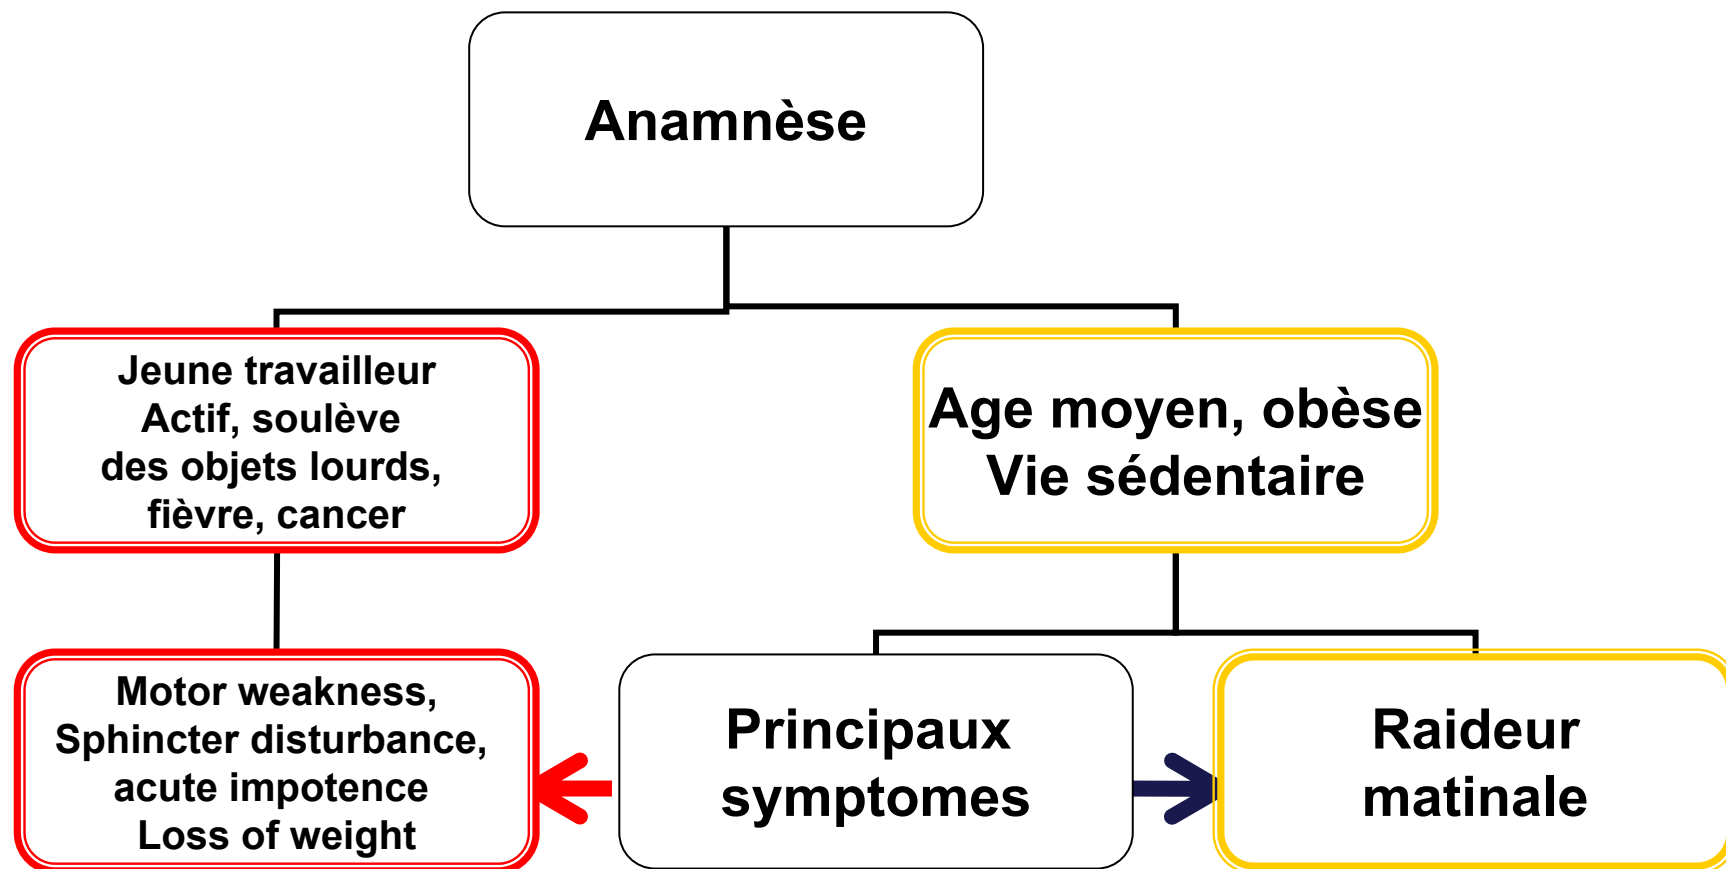 Anamnèse
Jeune travailleur
Actif, soulève
des objets lourds,
fièvre, cancer
Age moyen, obèse
Vie sédentaire
Motor weakness,
Sphincter disturbance,
acute impotence
Loss of weight
Principaux
symptomes
Raideur
matinale